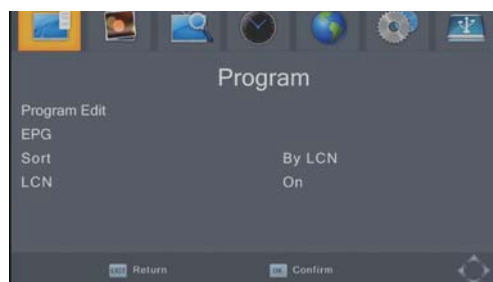 Program
Program Edit
EPG
Sort By LCN
LCN On
EXIT Return OK Confirm